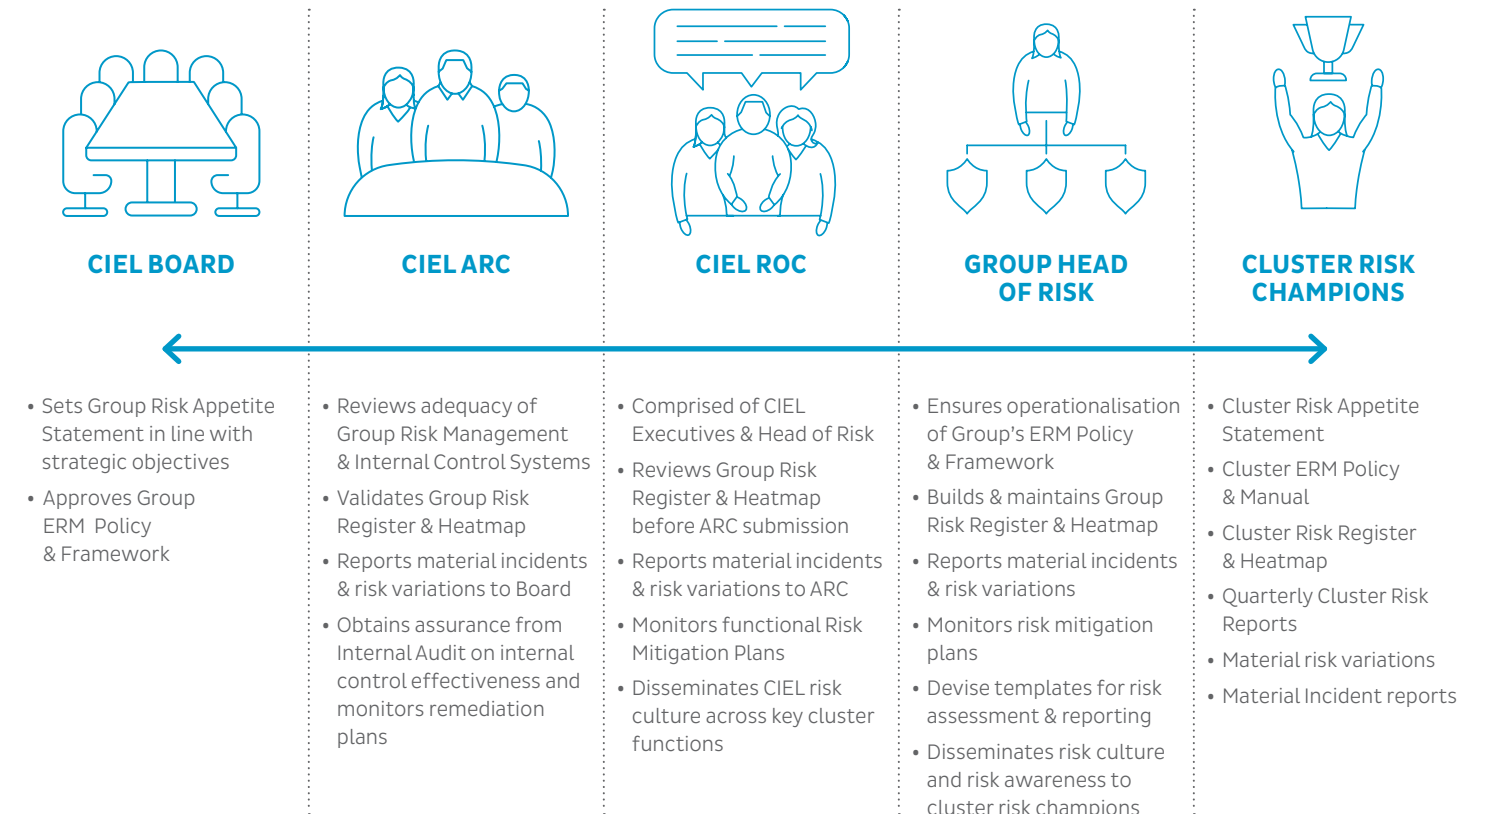 CIEL BOARD
• Sets Group Risk Appetite
Statement in line with
strategic objectives
• Approves Group
ERM Policy
& Framework
CIEL ARC
• Reviews adequacy of
Group Risk Management
& Internal Control Systems
• Validates Group Risk
Register & Heatmap
• Reports material incidents
& risk variations to Board
• Obtains assurance from
Internal Audit on internal
control effectiveness and
monitors remediation
plans
CIEL ROC
• Comprised of CIEL
Executives & Head of Risk
• Reviews Group Risk
Register & Heatmap
before ARC submission
• Reports material incidents
& risk variations to ARC
• Monitors functional Risk
Mitigation Plans
• Disseminates CIEL risk
culture across key cluster
functions
GROUP HEAD
OF RISK
• Ensures operationalisation
of Group's ERM Policy
& Framework
• Builds & maintains Group
Risk Register & Heatmap
• Reports material incidents
& risk variations
• Monitors risk mitigation
plans
• Devise templates for risk
assessment & reporting
• Disseminates risk culture
and risk awareness to
cluster risk champions
CLUSTER RISK
CHAMPIONS
• Cluster Risk Appetite
Statement
• Cluster ERM Policy
& Manual
• Cluster Risk Register
& Heatmap
• Quarterly Cluster Risk
Reports
• Material risk variations
• Material Incident reports